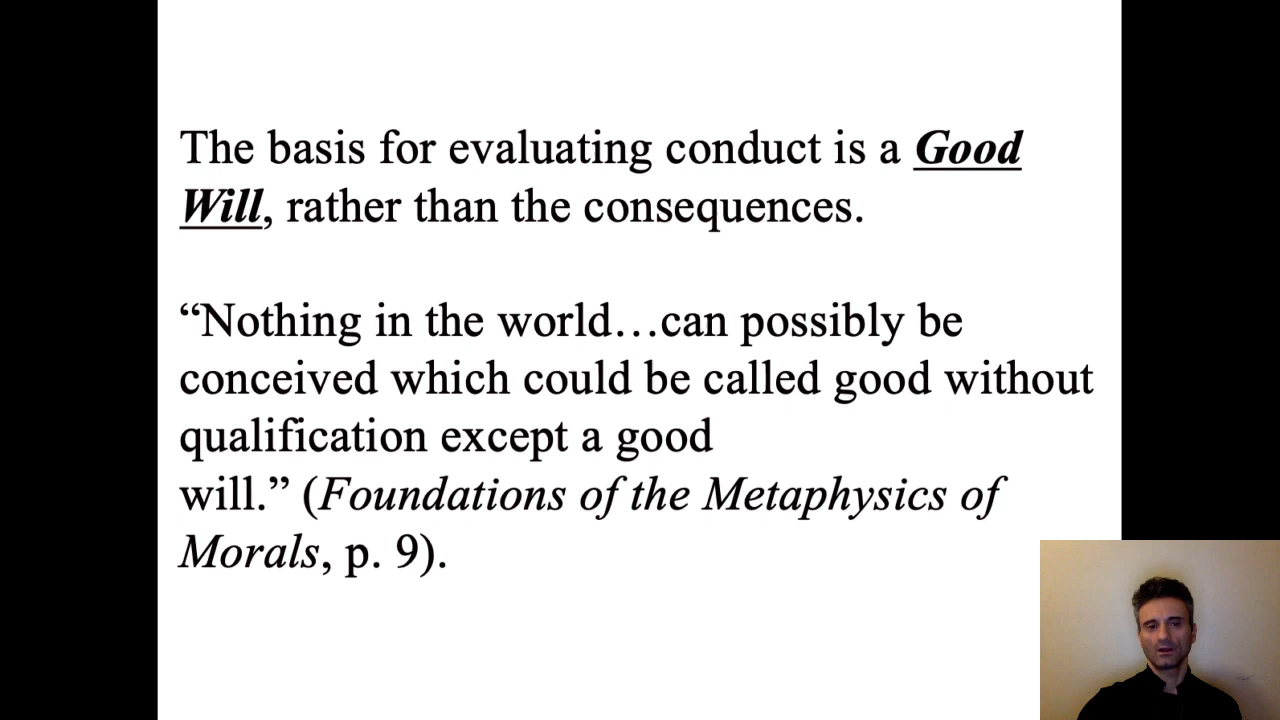 The basis for evaluating conduct is a Good
Will, rather than the consequences.
“Nothing in the world…can possibly be
conceived which could be called good without
qualification except a good
will.” (Foundations of the Metaphysics of
Morals, p. 9).